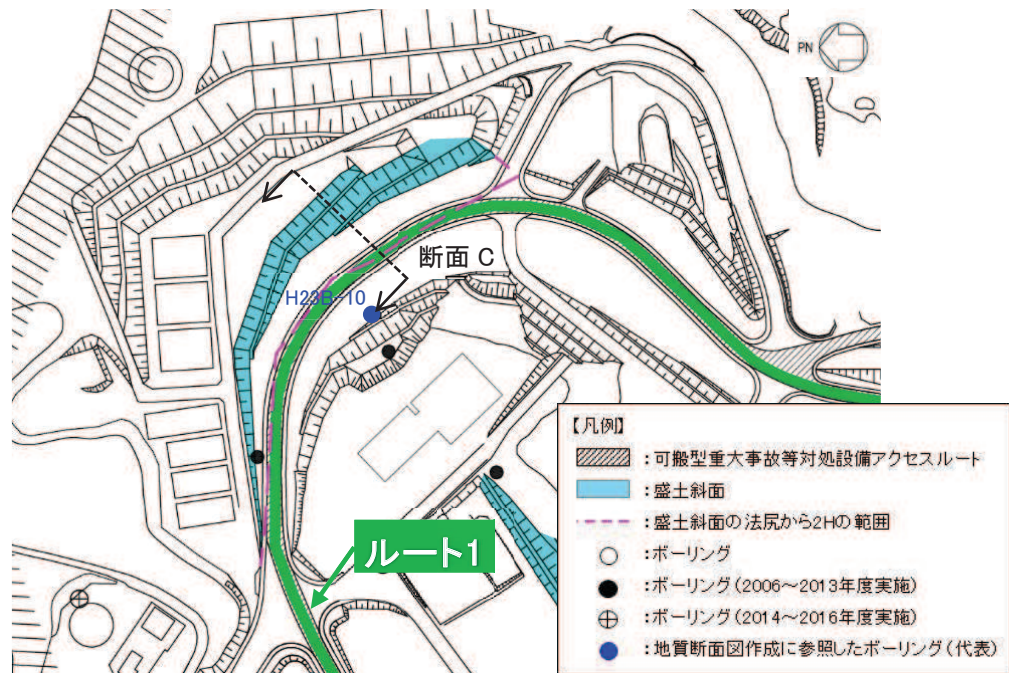 PN
断面 C
H23B-10
ルート1
【凡例】
:可搬型重大事故等対処設備アクセスルート
:盛土斜面
:盛土斜面の法尻から2Hの範囲
:ボーリング
:ボーリング(2006~2013年度実施)
:ボーリング(2014~2016年度実施)
:地質断面図作成に参照したボーリング(代表)